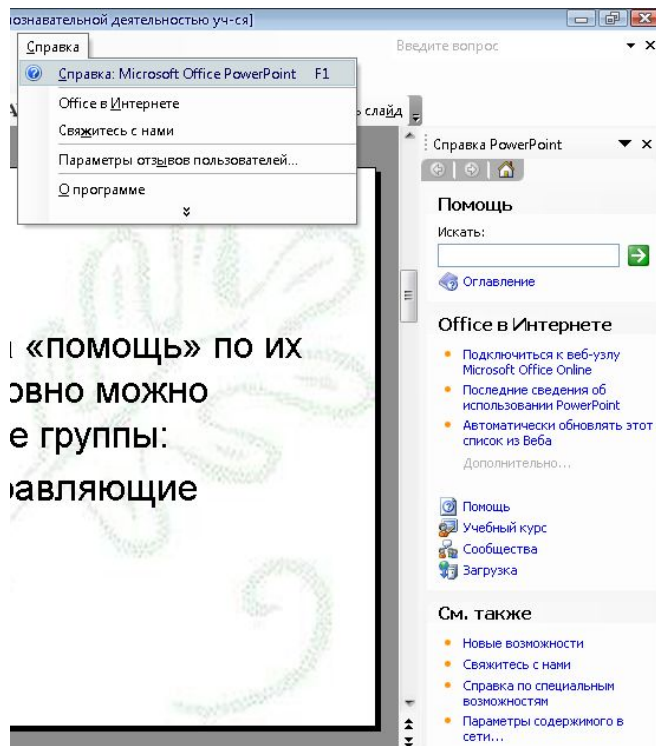 ознавательной деятельностью уч-ся]
Справка
Введите вопрос
Справка: Microsoft Office PowerPoint F1
Office в Интернете
Свяжитесь с нами
Параметры отзывов пользователей...
О программе
слайд
Справка PowerPoint
Помощь
Искать:
Оглавление
Office в Интернете
Подключиться к веб-узлу
Microsoft Office Online
Последние сведения об
использовании PowerPoint
Автоматически обновлять этот
список из Веба
Дополнительно...
Помощь
Учебный курс
Сообщества
Загрузка
См. также
Новые возможности
Свяжитесь с нами
Справка по специальным
возможностям
Параметры содержимого в
сети...
«помощь» по их
овно можно
е группы:
равляющие